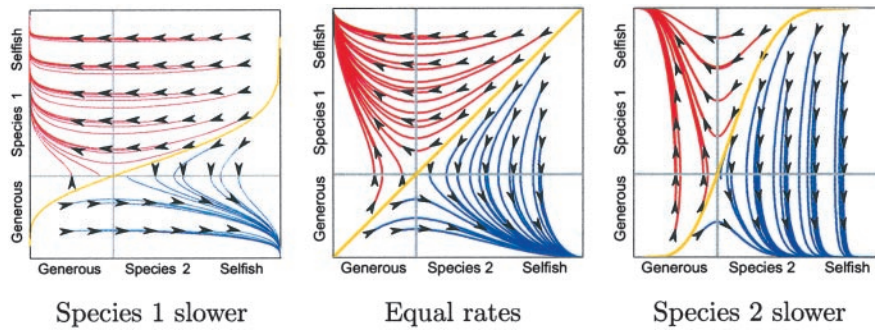 Selfish
Species 1
Generous
Generous Species 2 Selfish
Species 1 slower
Selfish
Species 1
Generous
Generous Species 2 Selfish
Equal rates
Selfish
Species 1
Generous
Generous Species 2 Selfish
Species 2 slower